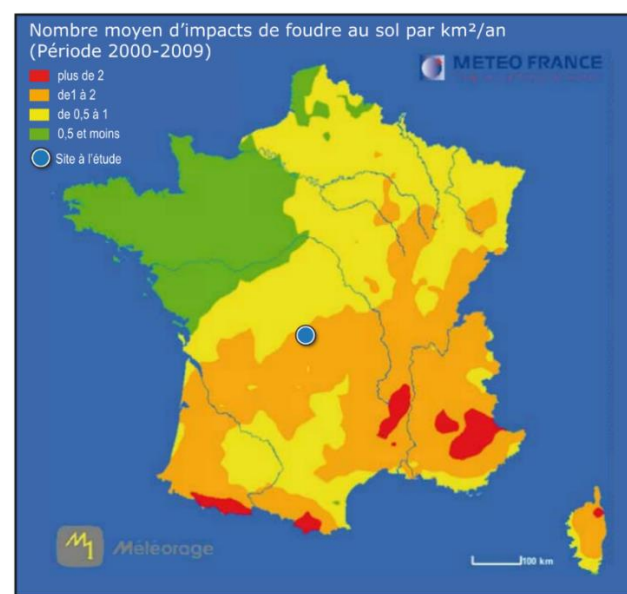 Nombre moyen d’impacts de foudre au sol par km²/an
(Période 2000-2009)
METEO FRANCE
plus de 2
de1 à 2
de 0,5 à 1
0,5 et moins
Site à l'étude
Météorage
100 km